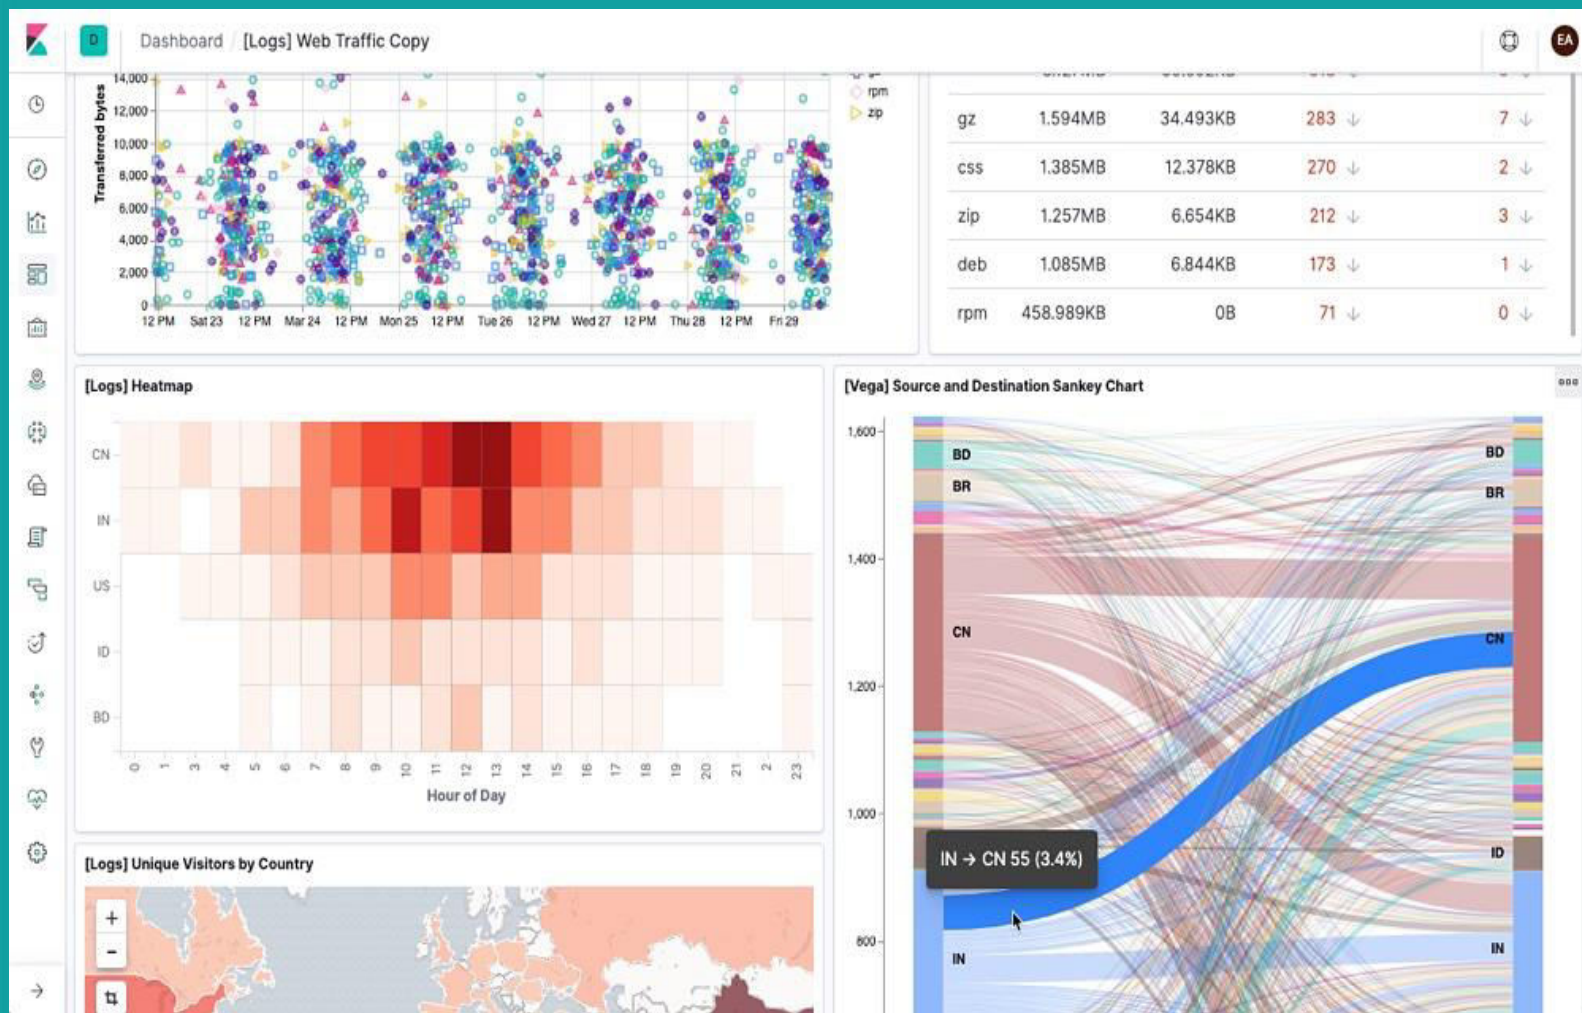 D
Dashboard / [Logs] Web Traffic Copy
EA
Transferred bytes
14,000
12,000
10,000
8,000
6,000
4,000
2,000
0
12 PM Sat 23 12 PM Mar 24 12 PM Mon 25 12 PM Tue 26 12 PM Wed 27 12 PM Thu 28 12 PM Fri 29
rpm
zip
gz 1.594MB 34.493KB 283 ↓ 7 ↓
css 1.385MB 12.378KB 270 ↓ 2 ↓
zip 1.257MB 6.654KB 212 ↓ 3 ↓
deb 1.085MB 6.844KB 173 ↓ 1 ↓
rpm 458.989KB 0B 71 ↓ 0 ↓
[Logs] Heatmap
CN
IN
US
ID
BD
0 1 3 4 5 6 7 8 9 10 11 12 13 14 15 16 17 18 19 20 21 2 23
Hour of Day
[Vega] Source and Destination Sankey Chart
1,600
1,400
1,200
1,000
800
BD BD
BR BR
CN CN
ID
IN IN
IN → CN 55 (3.4%)
[Logs] Unique Visitors by Country
+
−